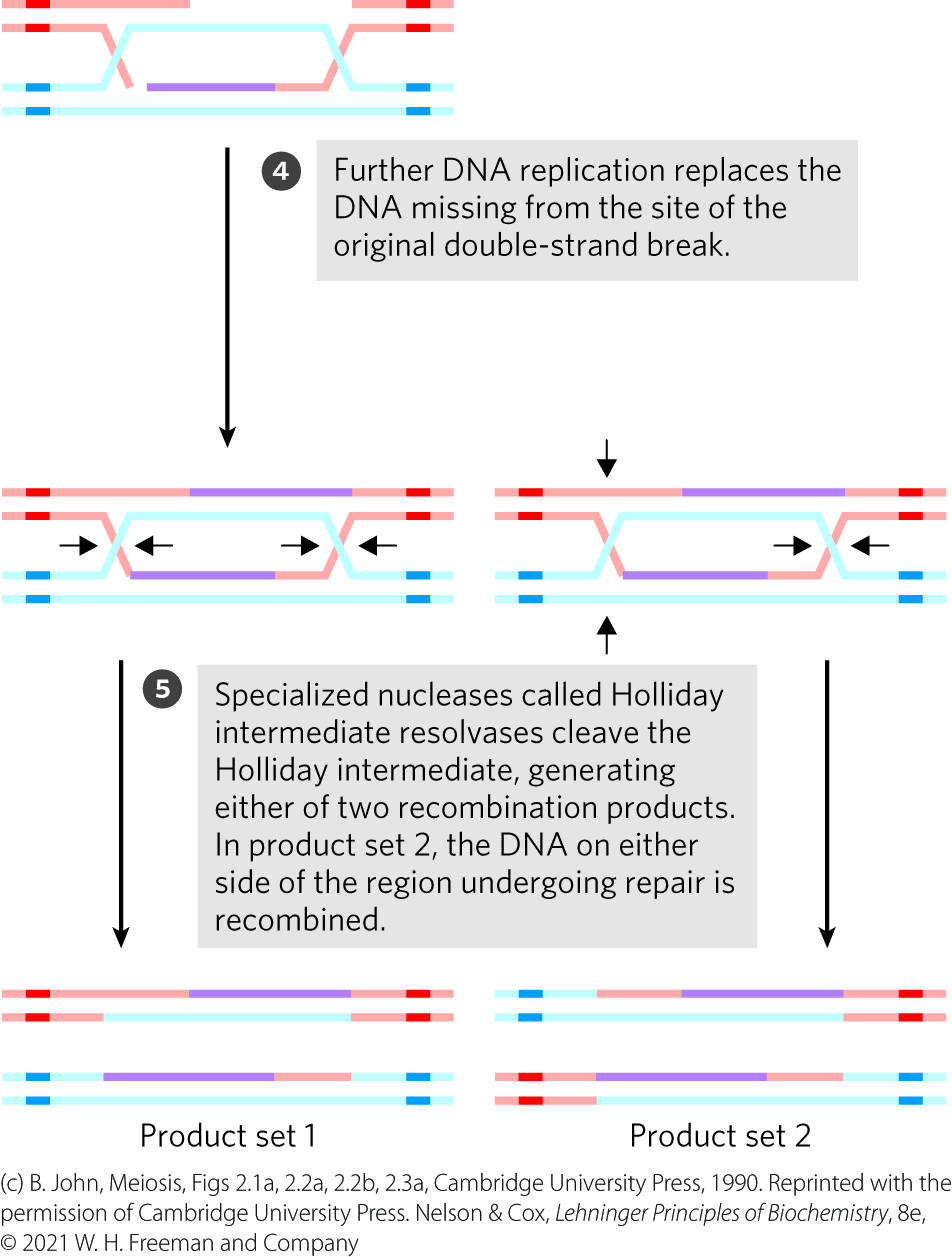 4
Further DNA replication replaces the
DNA missing from the site of the
original double-strand break.
5
Specialized nucleases called Holliday
intermediate resolvases cleave the
Holliday intermediate, generating
either of two recombination products.
In product set 2, the DNA on either
side of the region undergoing repair is
recombined.
Product set 1
Product set 2
(c) B. John, Meiosis, Figs 2.1a, 2.2a, 2.2b, 2.3a, Cambridge University Press, 1990. Reprinted with the
permission of Cambridge University Press. Nelson & Cox, Lehninger Principles of Biochemistry, 8e,
© 2021 W. H. Freeman and Company